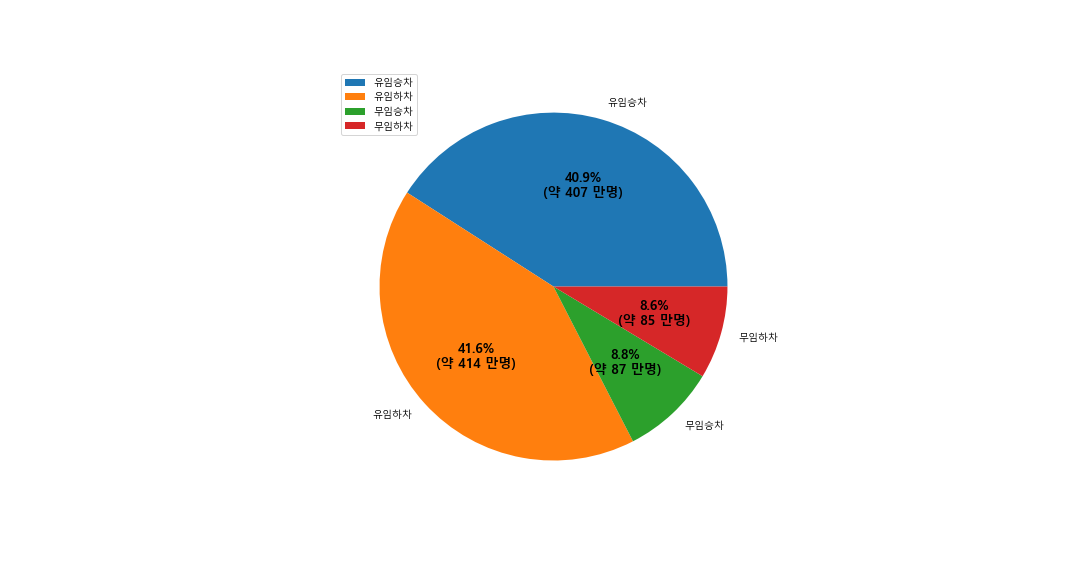 유임승차
유임하차
무임승차
무임하차
유임승차
40.9%
(약 407 만명)
41.6%
(약 414 만명)
유임하차
8.8%
(약 87 만명)
무임승차
8.6%
(약 85 만명)
무임하차